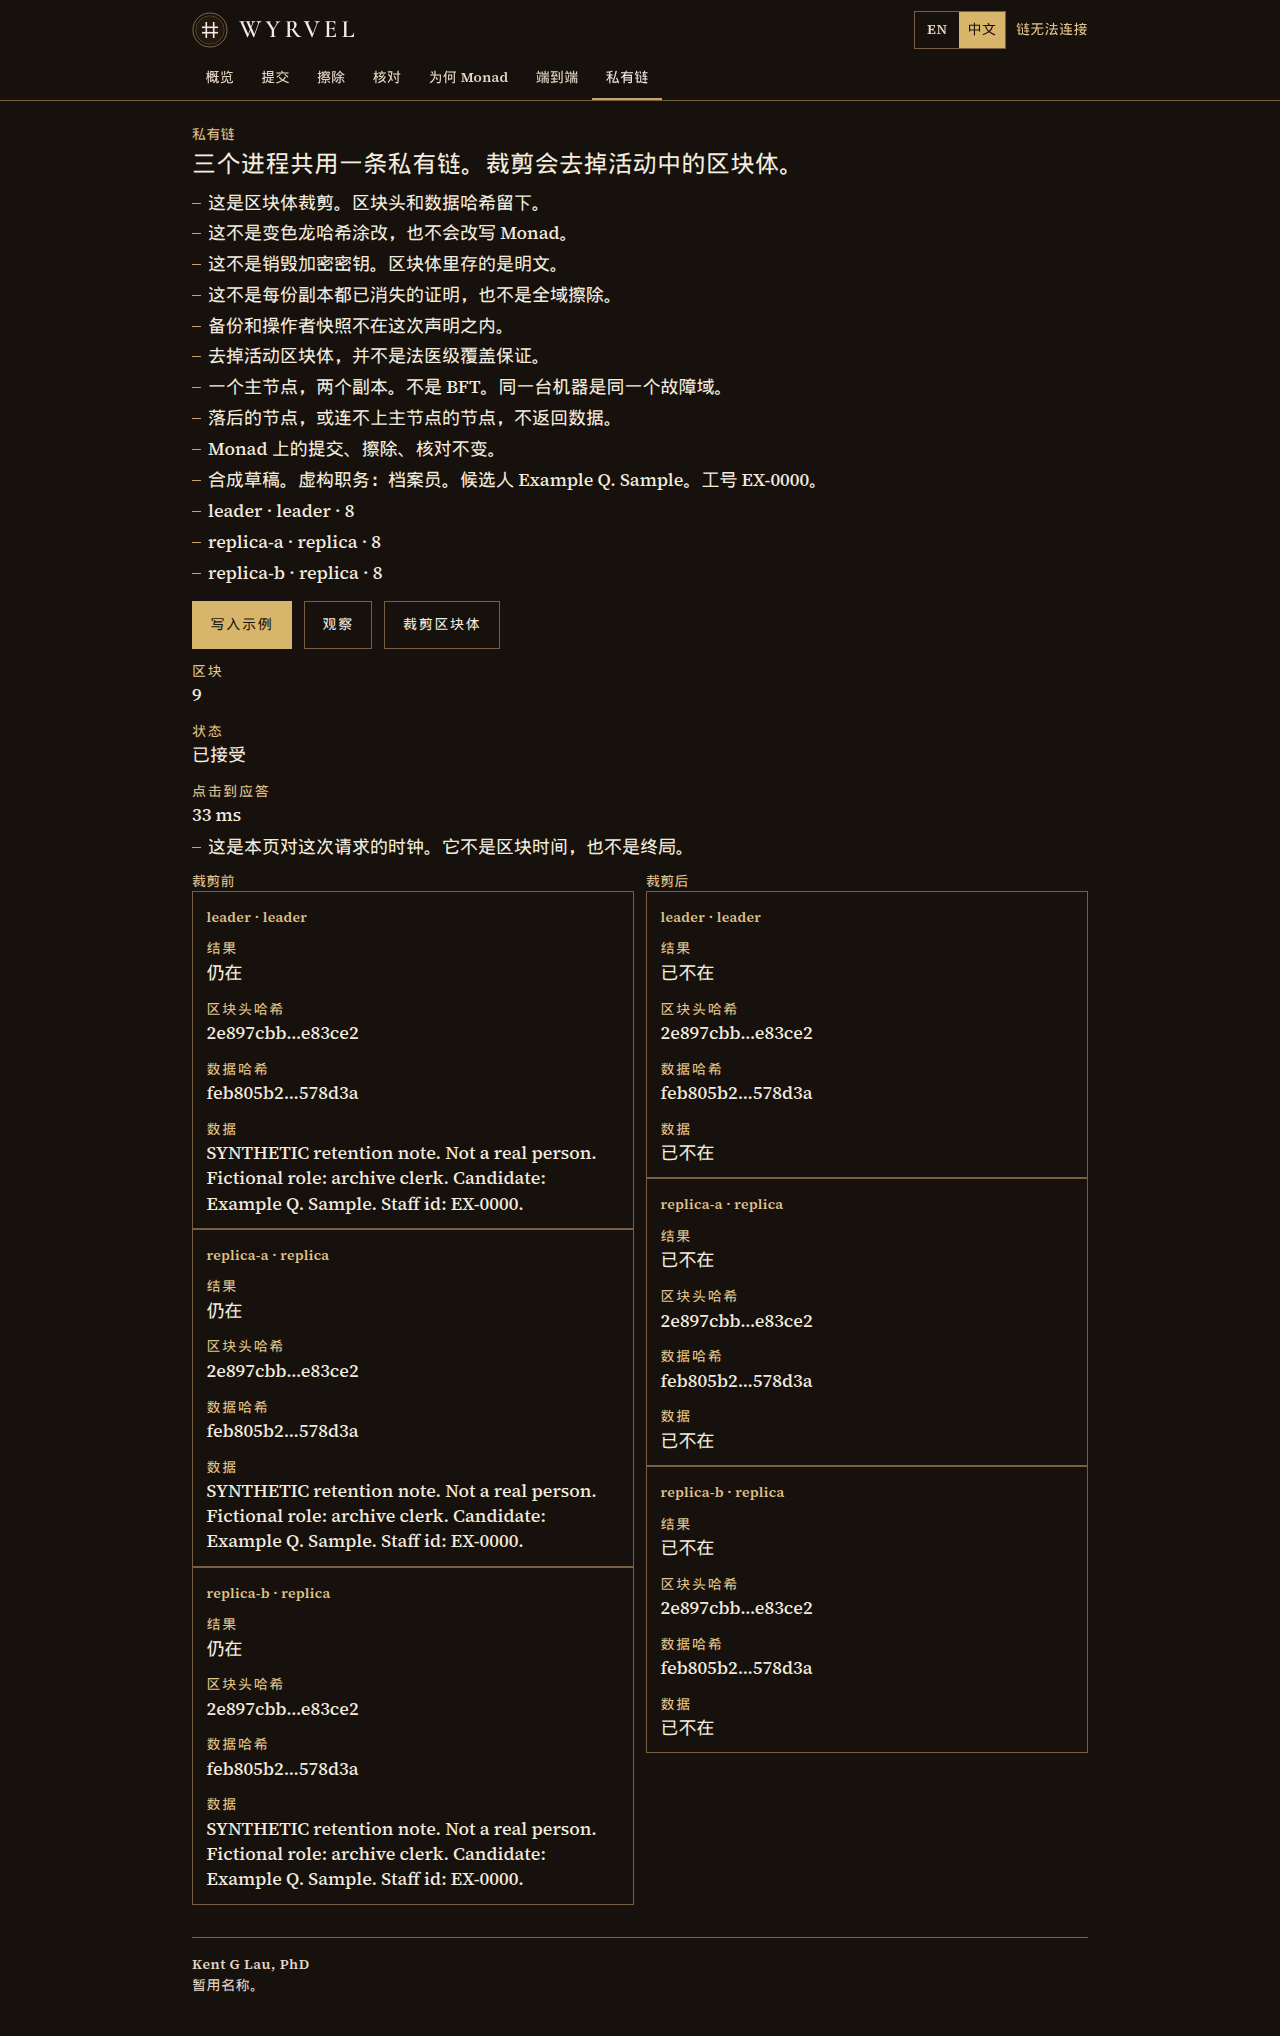 WYRVEL
EN 中文 链无法连接
概览 提交 擦除 核对 为何 Monad 端到端 私有链
私有链
三个进程共用一条私有链。裁剪会去掉活动中的区块体。
– 这是区块体裁剪。区块头和数据哈希留下。
– 这不是变色龙哈希涂改，也不会改写 Monad。
– 这不是销毁加密密钥。区块体里存的是明文。
– 这不是每份副本都已消失的证明，也不是全域擦除。
– 备份和操作者快照不在这次声明之内。
– 去掉活动区块体，并不是法医级覆盖保证。
– 一个主节点，两个副本。不是 BFT。同一台机器是同一个故障域。
– 落后的节点，或连不上主节点的节点，不返回数据。
– Monad 上的提交、擦除、核对不变。
– 合成草稿。虚构职务：档案员。候选人 Example Q. Sample。工号 EX-0000。
– leader · leader · 8
– replica-a · replica · 8
– replica-b · replica · 8
写入示例 观察 裁剪区块体
区块
9
状态
已接受
点击到应答
33 ms
– 这是本页对这次请求的时钟。它不是区块时间，也不是终局。
裁剪前
leader · leader
结果
仍在
区块头哈希
2e897cbb…e83ce2
数据哈希
feb805b2…578d3a
数据
SYNTHETIC retention note. Not a real person.
Fictional role: archive clerk. Candidate:
Example Q. Sample. Staff id: EX-0000.
replica-a · replica
结果
仍在
区块头哈希
2e897cbb…e83ce2
数据哈希
feb805b2…578d3a
数据
SYNTHETIC retention note. Not a real person.
Fictional role: archive clerk. Candidate:
Example Q. Sample. Staff id: EX-0000.
replica-b · replica
结果
仍在
区块头哈希
2e897cbb…e83ce2
数据哈希
feb805b2…578d3a
数据
SYNTHETIC retention note. Not a real person.
Fictional role: archive clerk. Candidate:
Example Q. Sample. Staff id: EX-0000.
裁剪后
leader · leader
结果
已不在
区块头哈希
2e897cbb…e83ce2
数据哈希
feb805b2…578d3a
数据
已不在
replica-a · replica
结果
已不在
区块头哈希
2e897cbb…e83ce2
数据哈希
feb805b2…578d3a
数据
已不在
replica-b · replica
结果
已不在
区块头哈希
2e897cbb…e83ce2
数据哈希
feb805b2…578d3a
数据
已不在
Kent G Lau, PhD
暂用名称。